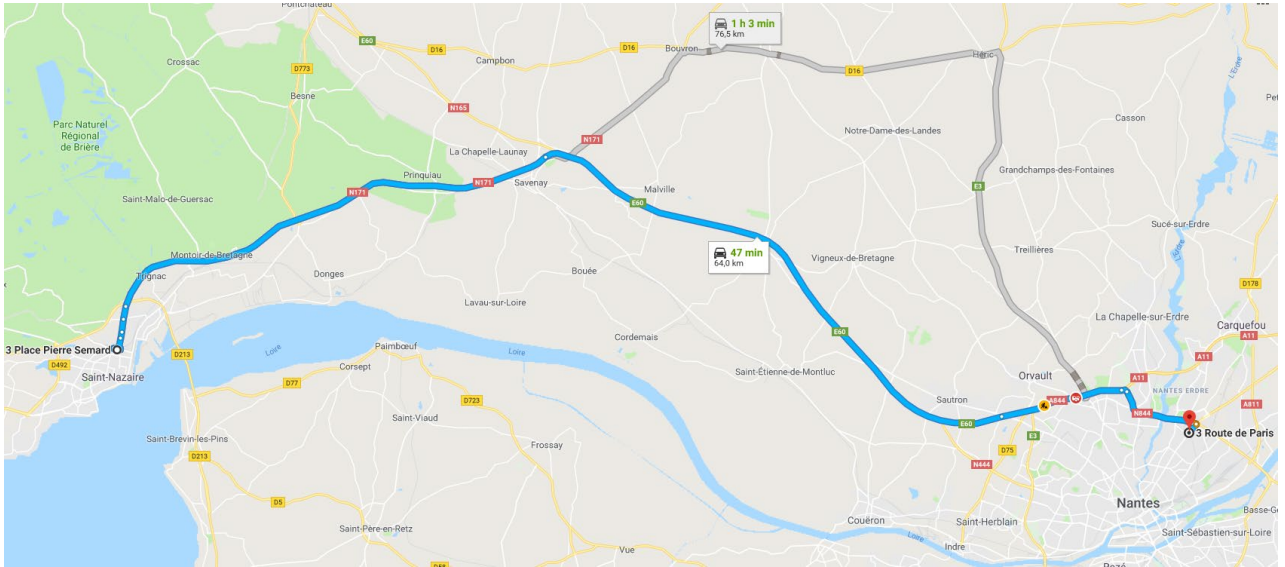 Pontchâteau
1 h 3 min
76,5 km
E60
D16
D16
Bouvron
Héric
Crossac
Campbon
D773
D16
L'Erdre
Besne
N165
Casson
Parc Naturel
Régional
de Brière
N171
Notre-Dame-des-Landes
La Chapelle-Launay
Prinquiau
N171
Savenay
Grandchamps-des-Fontaines
N171
Malville
E3
Saint-Malo-de-Guersac
E60
Sucé-sur-Erdre
Montoir-de-Bretagne
47 min
64,0 km
Treillières
Erdre
Trignac
Donges
Bouée
Vigneux-de-Bretagne
D178
Lavau-sur-Loire
La Chapelle-sur-Erdre
Carquefou
Cordemais
E60
A11
3 Place Pierre Semard
D213
Loire
Paimbœuf
Loire
A11
D492
Corsept
Saint-Étienne-de-Montluc
Orvault
Saint-Nazaire
D77
NANTES ERDRE
D723
Sautron
A844
A811
Saint-Viaud
N844
E60
3 Route de Paris
Saint-Brevin-les-Pins
Frossay
E3
D213
D75
N444
D5
Nantes
Couëron
Saint-Herblain
Basse-Go
Saint-Père-en-Retz
Loire
Saint-Sébastien-sur-Loire
Vue
Indre